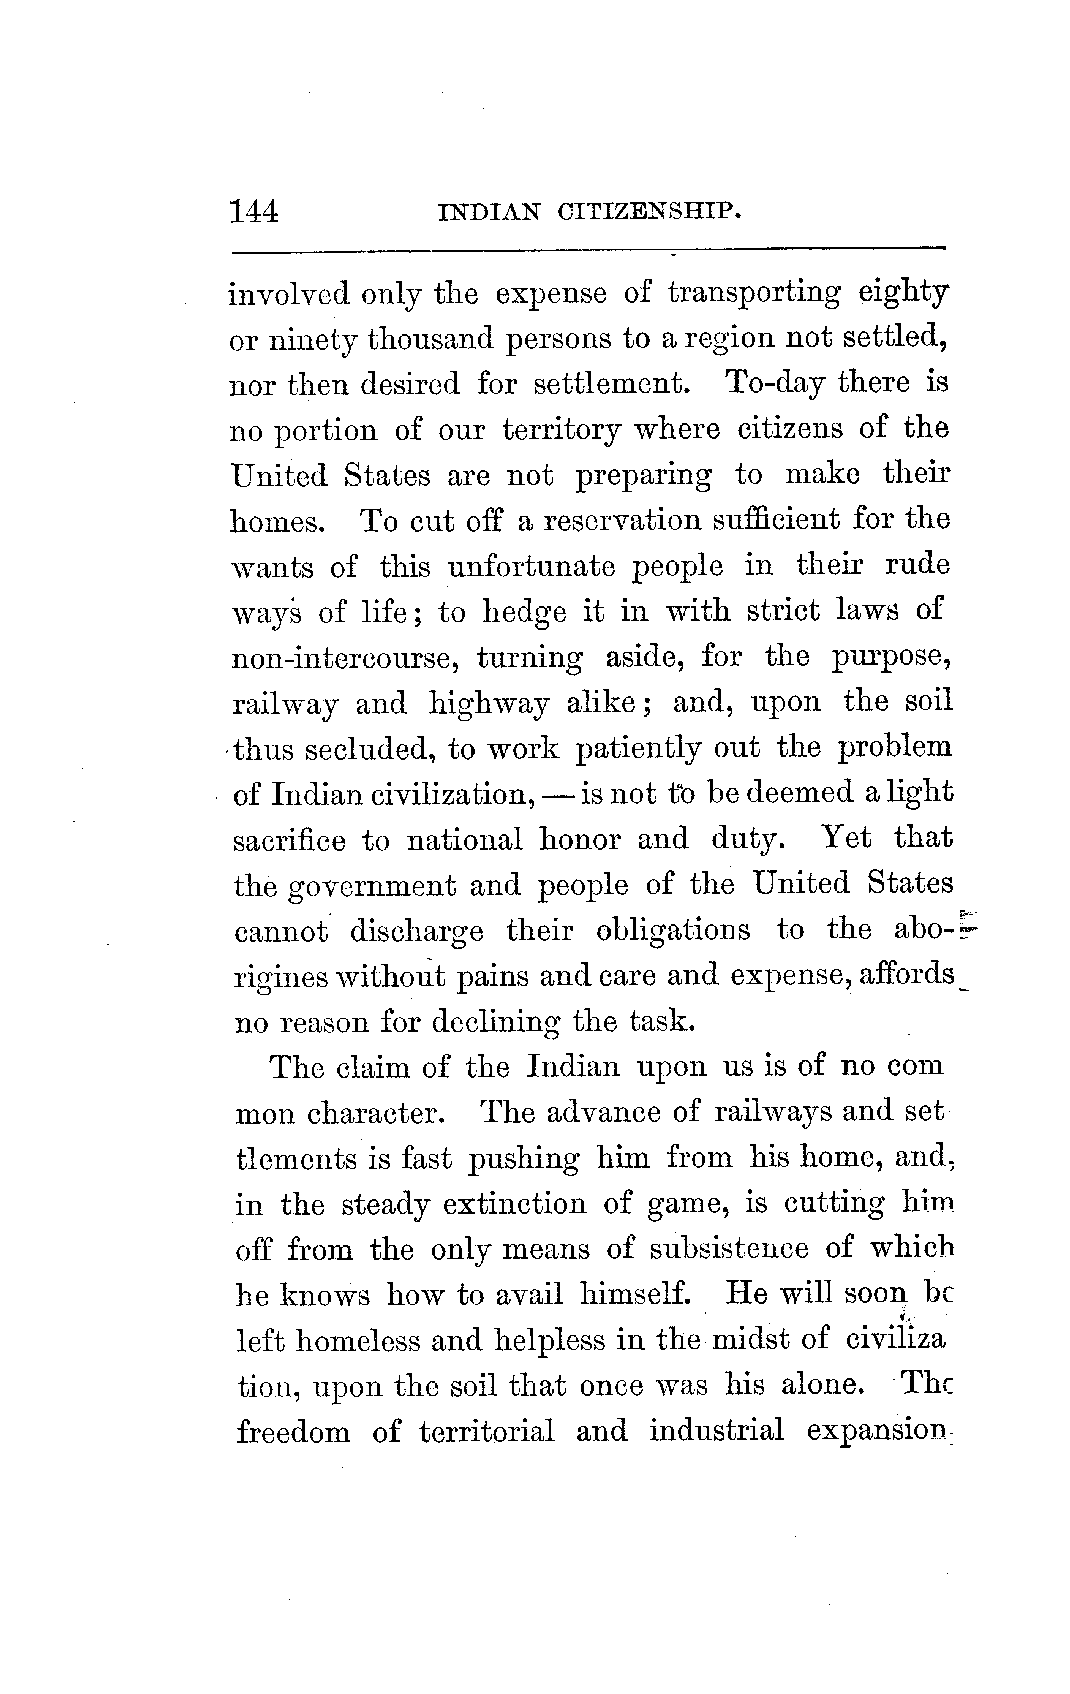 144 INDIAN CITIZENSHIP.
involved only the expense of transporting eighty
or ninety thousand persons to a region not settled,
nor then desired for settlement. To-day there is
no portion of our territory where citizens of the
United States are not preparing to make their
homes. To cut off a reservation sufficient for the
wants of this unfortunate people in their rude
ways of life; to hedge it in with strict laws of
non-intercourse, turning aside, for the purpose,
railway and highway alike; and, upon the soil
thus secluded, to work patiently out the problem
of Indian civilization, — is not to be deemed a light
sacrifice to national honor and duty. Yet that
the government and people of the United States
cannot discharge their obligations to the abo-
rigines without pains and care and expense, affords
no reason for declining the task.
The claim of the Indian upon us is of no com
mon character. The advance of railways and set
tlements is fast pushing him from his home, and,
in the steady extinction of game, is cutting him
off from the only means of subsistence of which
he knows how to avail himself. He will soon be
left homeless and helpless in the midst of civiliza
tion, upon the soil that once was his alone. The
freedom of territorial and industrial expansion